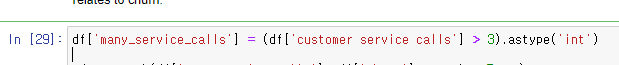 relates to churn.
In [29]: df['many_service_calls'] = (df['customer service calls'] > 3).astype('int')